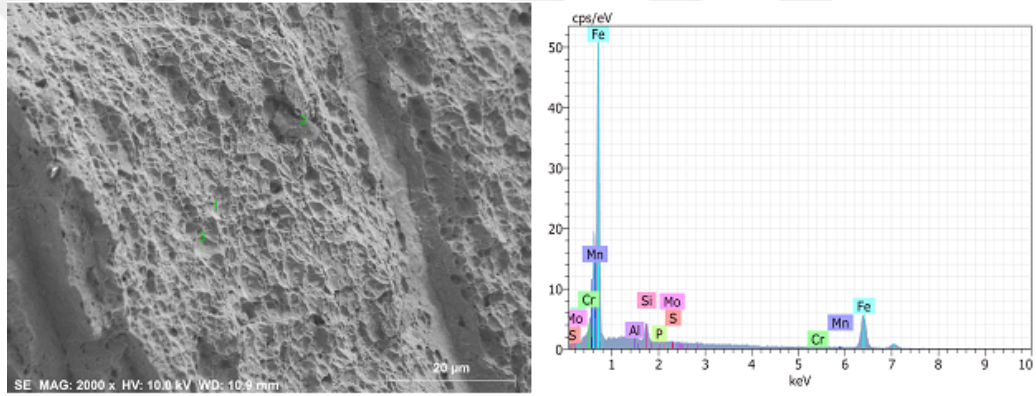 1
2
3
20 µm
SE MAG: 2000 x HV: 10.0 kV WD: 10.9 mm
cps/eV
50
40
30
20
10
0
Fe
Mn
Cr
Mo
S
Al
Si
P
Mo
S
Cr
Mn
Fe
1 2 3 4 5 6 7 8 9 10
keV